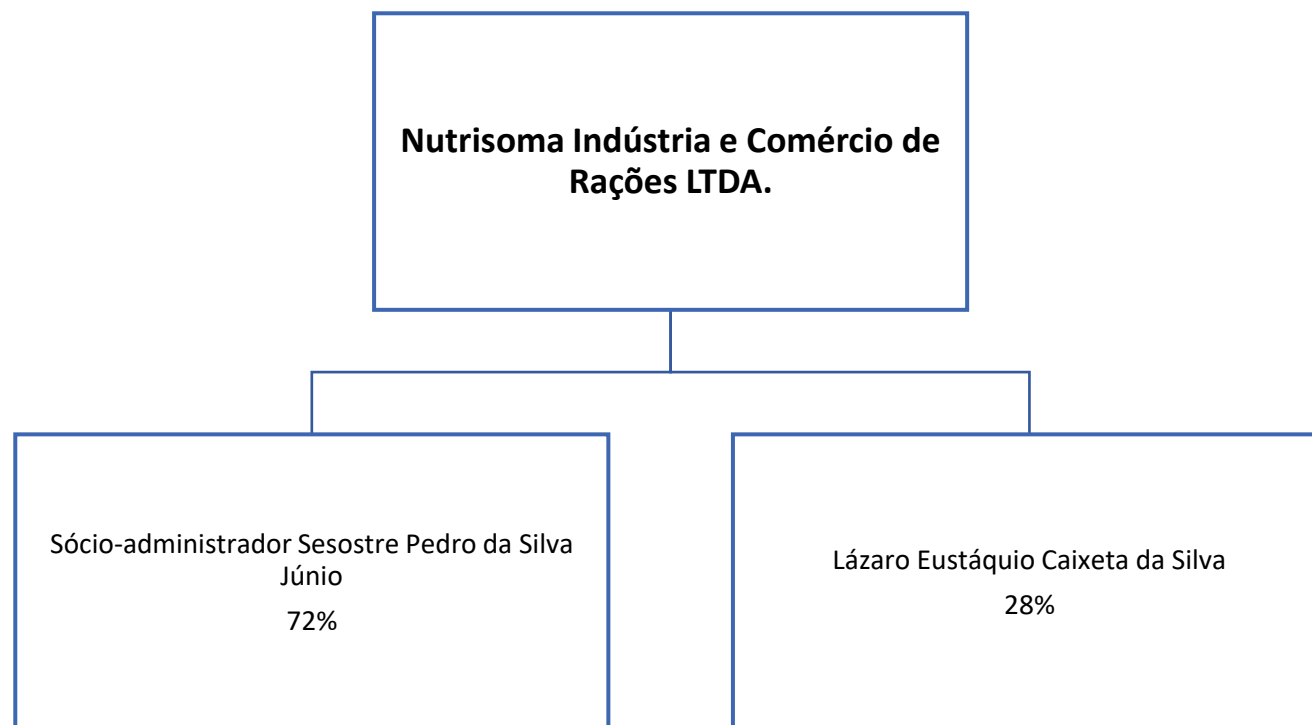 Nutrisoma Indústria e Comércio de
Rações LTDA.
Sócio-administrador Sesostre Pedro da Silva
Júnio
72%
Lázaro Eustáquio Caixeta da Silva
28%